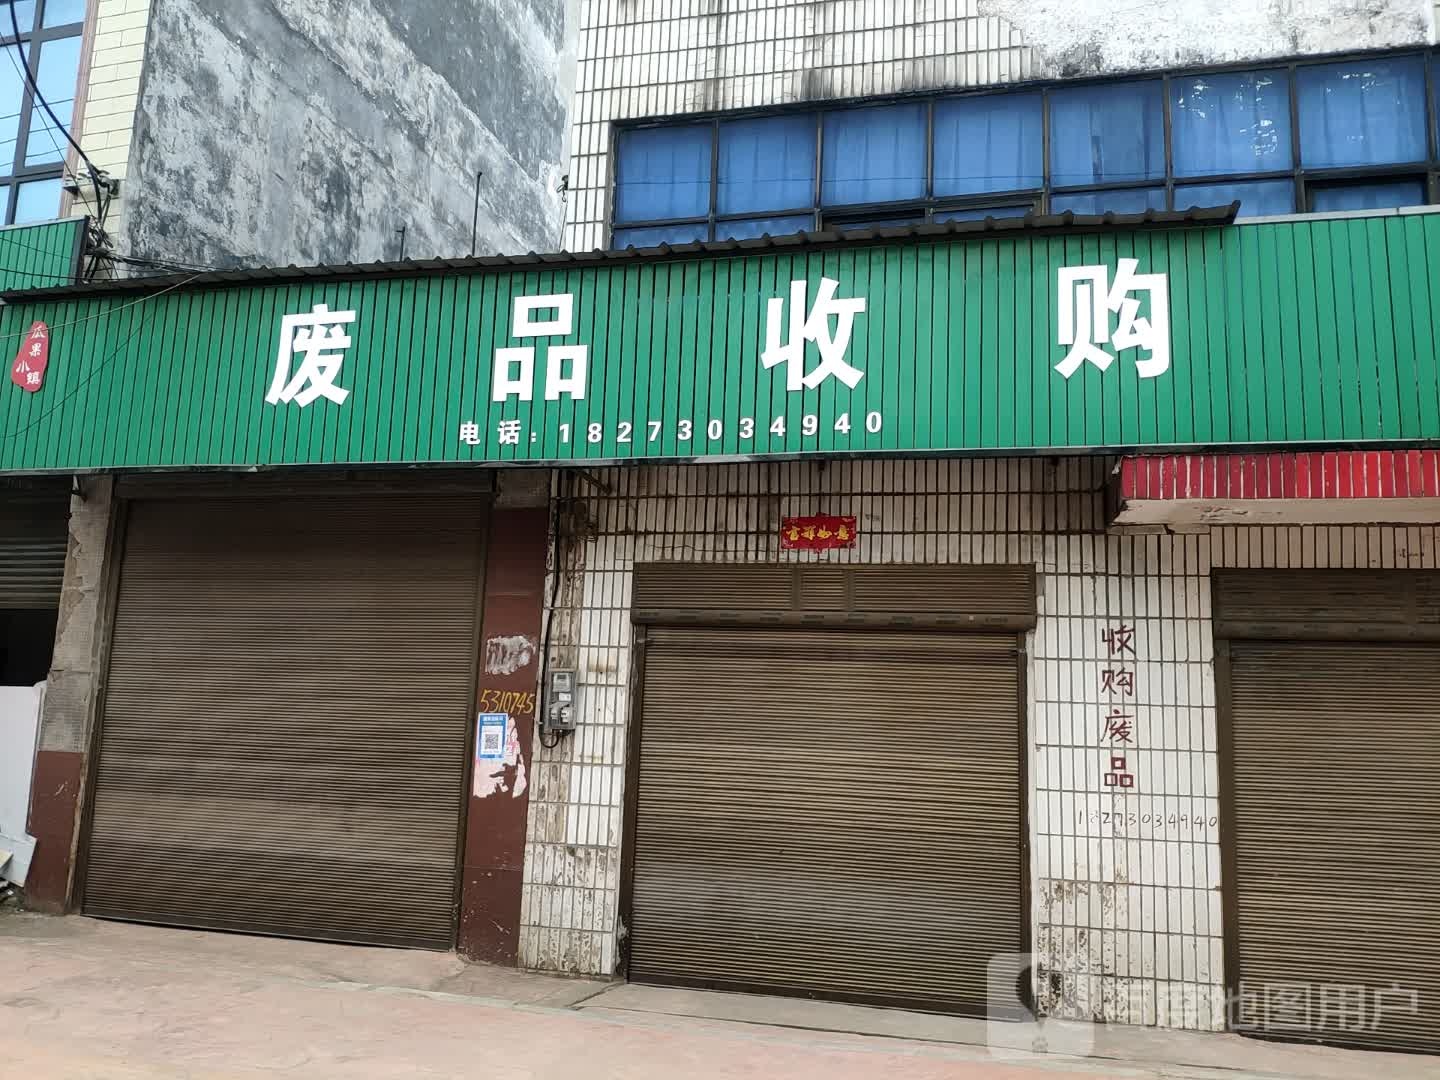 废品收购
电话:18273034940
瓜果
小镇
吉祥如意
5310745
收购废品
18273034940
百度地图用户